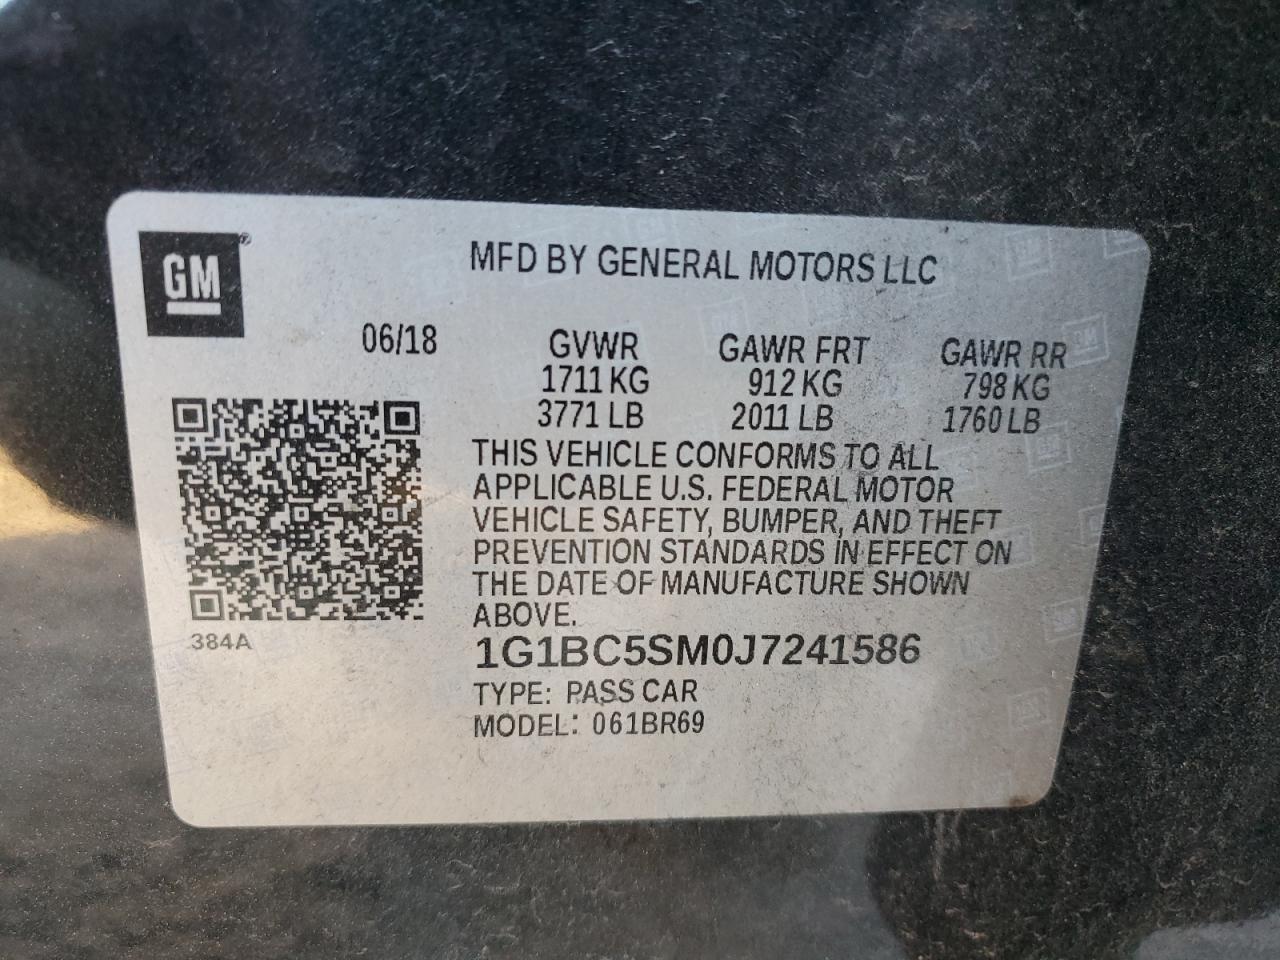 MFD BY GENERAL MOTORS LLC
GM®
06/18 GVWR GAWR FRT GAWR RR
1711 KG 912 KG 798 KG
3771 LB 2011 LB 1760 LB
THIS VEHICLE CONFORMS TO ALL
APPLICABLE U.S. FEDERAL MOTOR
VEHICLE SAFETY, BUMPER, AND THEFT
PREVENTION STANDARDS IN EFFECT ON
THE DATE OF MANUFACTURE SHOWN
ABOVE.
384A
1G1BC5SM0J7241586
TYPE: PASS CAR
MODEL: 061BR69